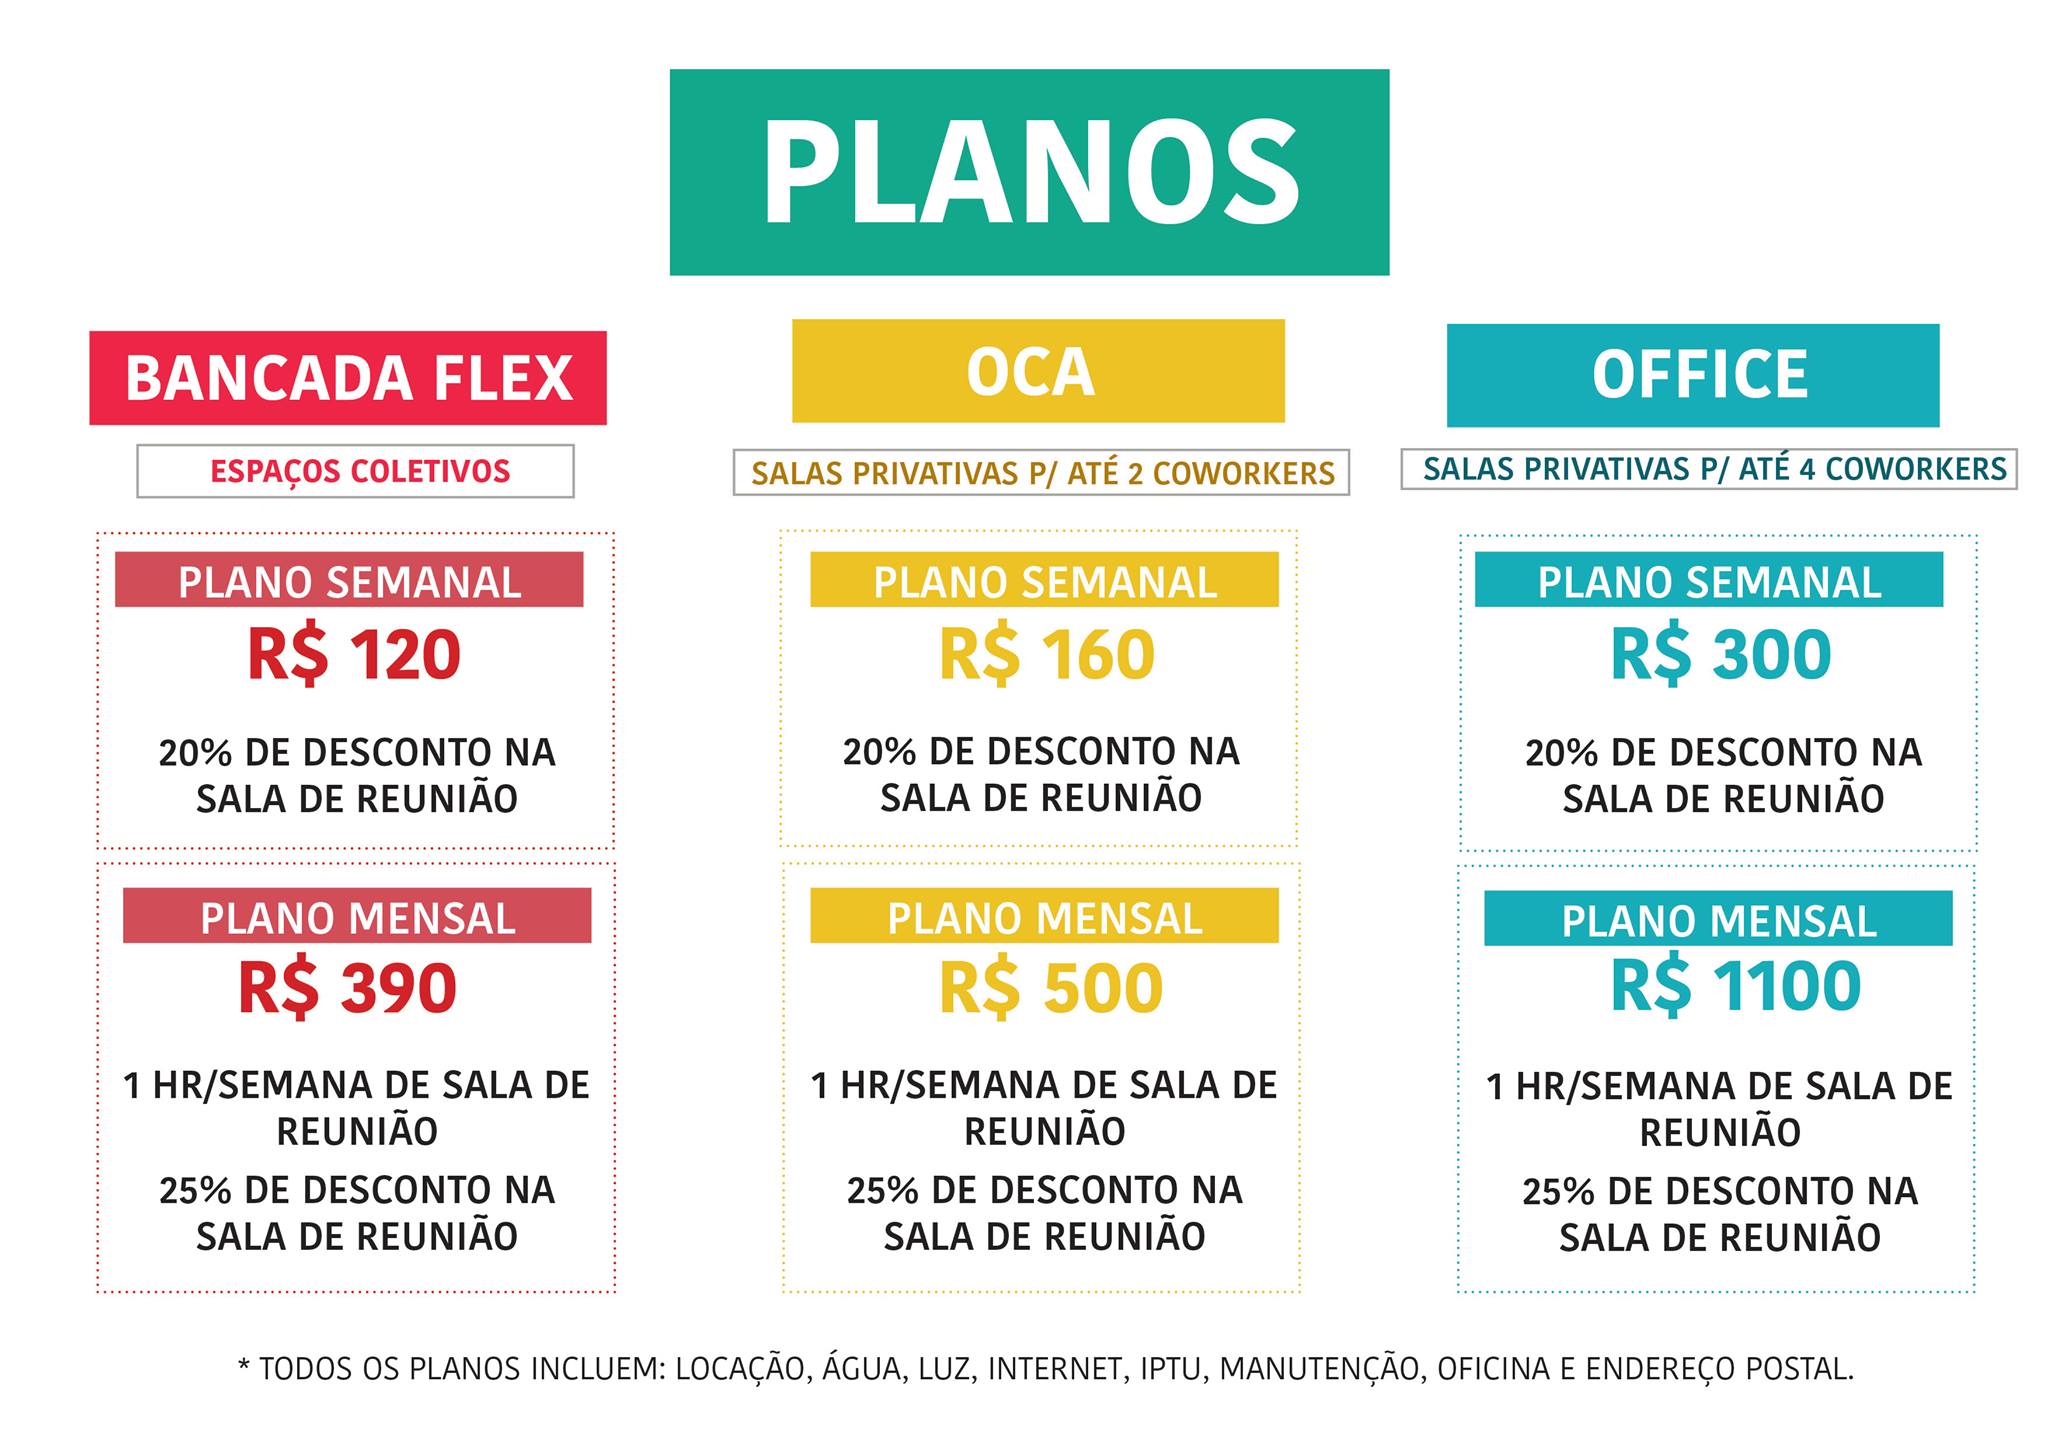 PLANOS
BANCADA FLEX
ESPAÇOS COLETIVOS
PLANO SEMANAL
R$ 120
20% DE DESCONTO NA
SALA DE REUNIÃO
PLANO MENSAL
R$ 390
1 HR/SEMANA DE SALA DE
REUNIÃO
25% DE DESCONTO NA
SALA DE REUNIÃO
OCA
SALAS PRIVATIVAS P/ ATÉ 2 COWORKERS
PLANO SEMANAL
R$ 160
20% DE DESCONTO NA
SALA DE REUNIÃO
PLANO MENSAL
R$ 500
1 HR/SEMANA DE SALA DE
REUNIÃO
25% DE DESCONTO NA
SALA DE REUNIÃO
OFFICE
SALAS PRIVATIVAS P/ ATÉ 4 COWORKERS
PLANO SEMANAL
R$ 300
20% DE DESCONTO NA
SALA DE REUNIÃO
PLANO MENSAL
R$ 1100
1 HR/SEMANA DE SALA DE
REUNIÃO
25% DE DESCONTO NA
SALA DE REUNIÃO
* TODOS OS PLANOS INCLUEM: LOCAÇÃO, ÁGUA, LUZ, INTERNET, IPTU, MANUTENÇÃO, OFICINA E ENDEREÇO POSTAL.